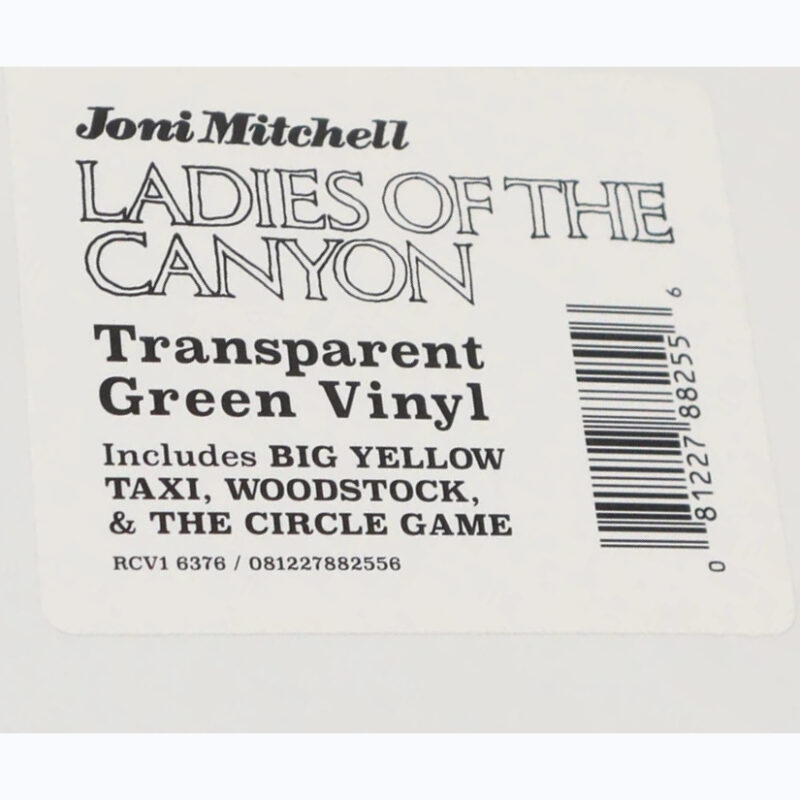 Joni Mitchell
LADIES OF THE
CANYON
Transparent
Green Vinyl
Includes BIG YELLOW
TAXI, WOODSTOCK,
& THE CIRCLE GAME
RCV1 6376 / 081227882556
0 81227 88255 6